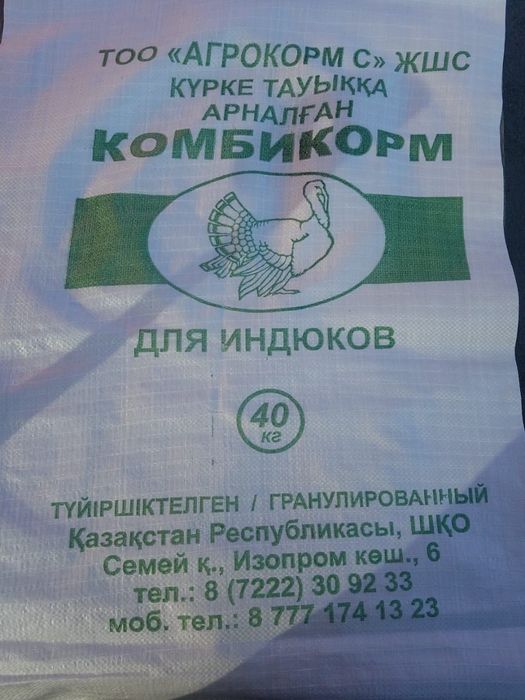 ТОО «АГРОКОРМ С» ЖШС
КҮРКЕ ТАУЫҚҚА
АРНАЛҒАН
КОМБИКОРМ
ДЛЯ ИНДЮКОВ
40
кг
ТҮЙІРШІКТЕЛГЕН / ГРАНУЛИРОВАННЫЙ
Қазақстан Республикасы, ШҚО
Семей қ., Изопром көш., 6
тел.: 8 (7222) 30 92 33
моб. тел.: 8 777 174 13 23